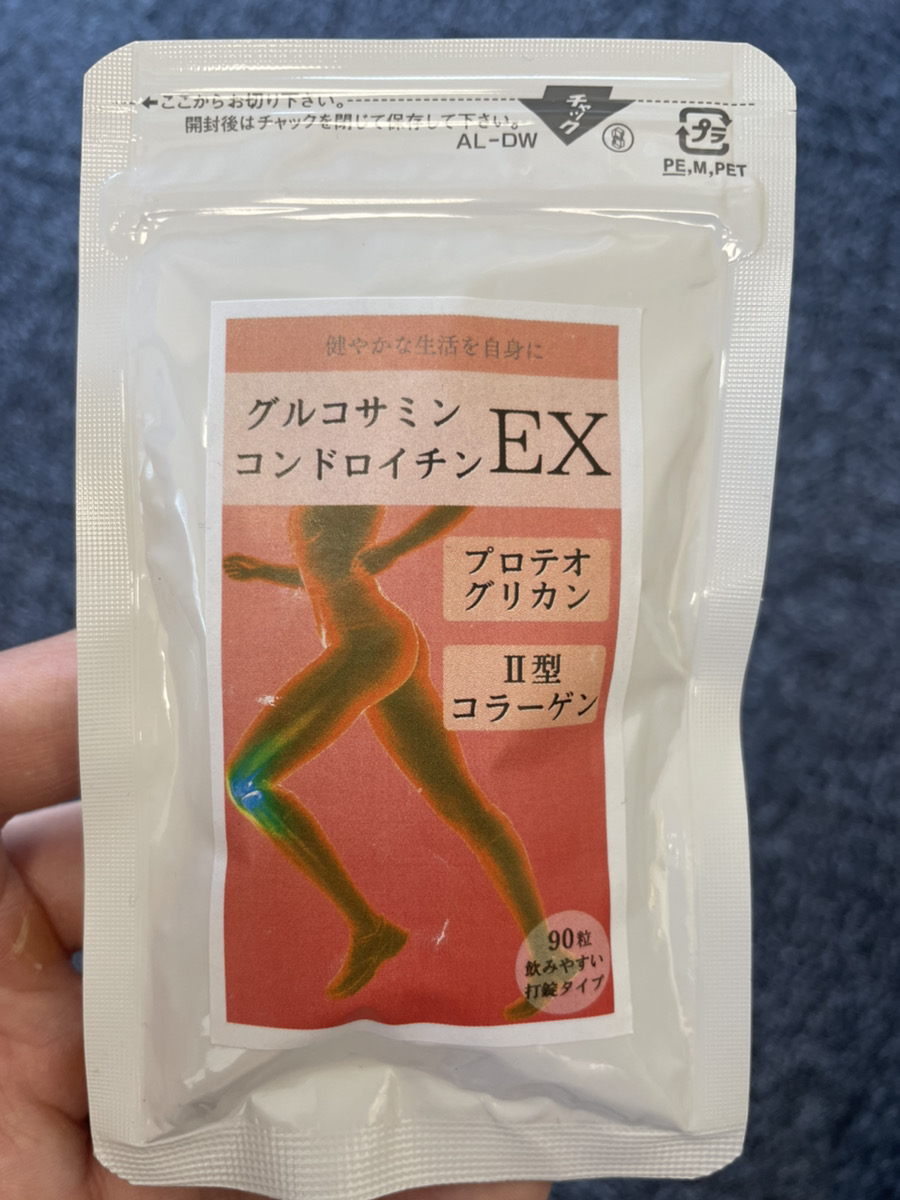 ←ここからお切り下さい。
開封後はチャックを閉じて保存して下さい。
AL-DW
チャック
プラ
PE,M,PET
健やかな生活を自身に
グルコサミン
コンドロイチン
EX
プロテオ
グリカン
Ⅱ型
コラーゲン
90粒
飲みやすい
打錠タイプ